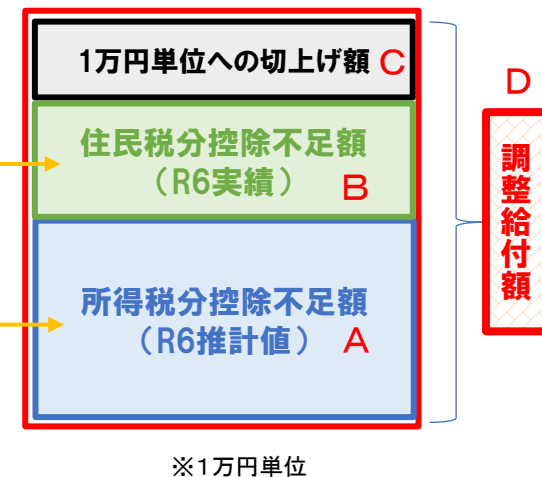 1万円単位への切上げ額 C
住民税分控除不足額
（R6実績） B
所得税分控除不足額
（R6推計値） A
D
調整給付額
※1万円単位